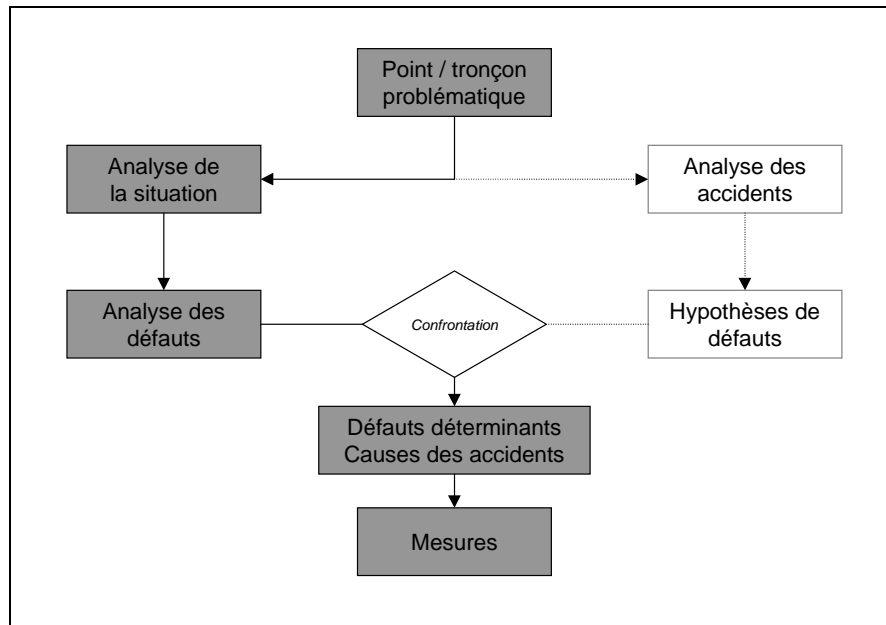 Point / tronçon
problématique
Analyse de
la situation
Analyse des
accidents
Analyse des
défauts
Confrontation
Hypothèses de
défauts
Défauts déterminants
Causes des accidents
Mesures